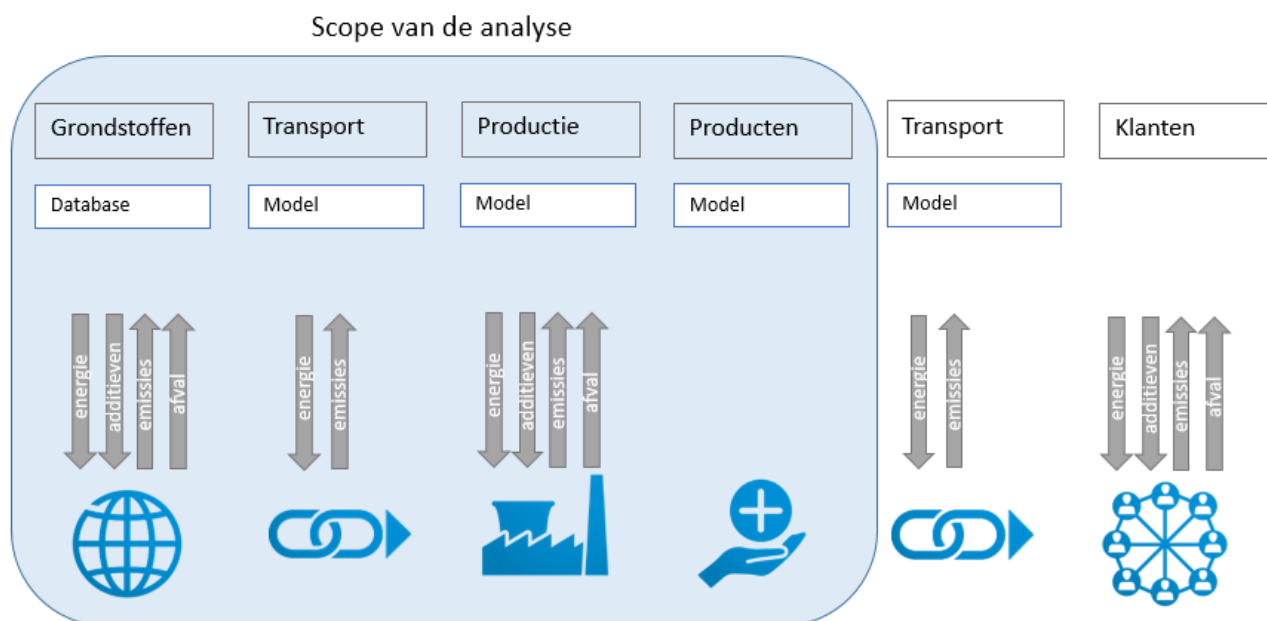 Scope van de analyse
Grondstoffen
Transport
Productie
Producten
Transport
Klanten
Database
Model
Model
Model
Model
energie
additieven
emissies
afval
energie
emissies
energie
additieven
emissies
afval
energie
emissies
energie
additieven
emissies
afval